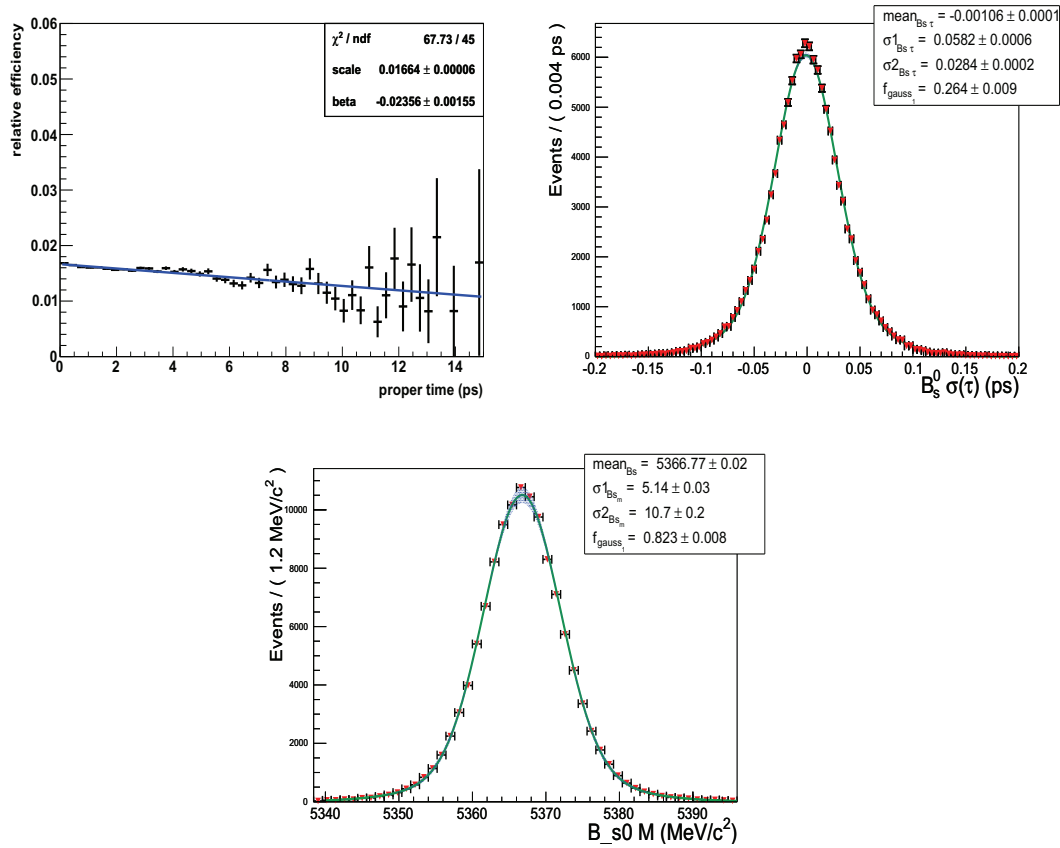 relative efficiency
0.06
0.05
0.04
0.03
0.02
0.01
0
χ² / ndf 67.73 / 45
scale 0.01664 ± 0.00006
beta -0.02356 ± 0.00155
0 2 4 6 8 10 12 14
proper time (ps)
Events / ( 0.004 ps )
6000
5000
4000
3000
2000
1000
0
mean_Bs τ = -0.00106 ± 0.0001
σ1_Bs τ = 0.0582 ± 0.0006
σ2_Bs τ = 0.0284 ± 0.0002
f_gauss_1 = 0.264 ± 0.009
-0.2 -0.15 -0.1 -0.05 0 0.05 0.1 0.15 0.2
B_s^0 σ(τ) (ps)
Events / ( 1.2 MeV/c² )
10000
8000
6000
4000
2000
0
mean_Bs = 5366.77 ± 0.02
σ1_Bs_m = 5.14 ± 0.03
σ2_Bs_m = 10.7 ± 0.2
f_gauss_1 = 0.823 ± 0.008
5340 5350 5360 5370 5380 5390
B_s0 M (MeV/c²)